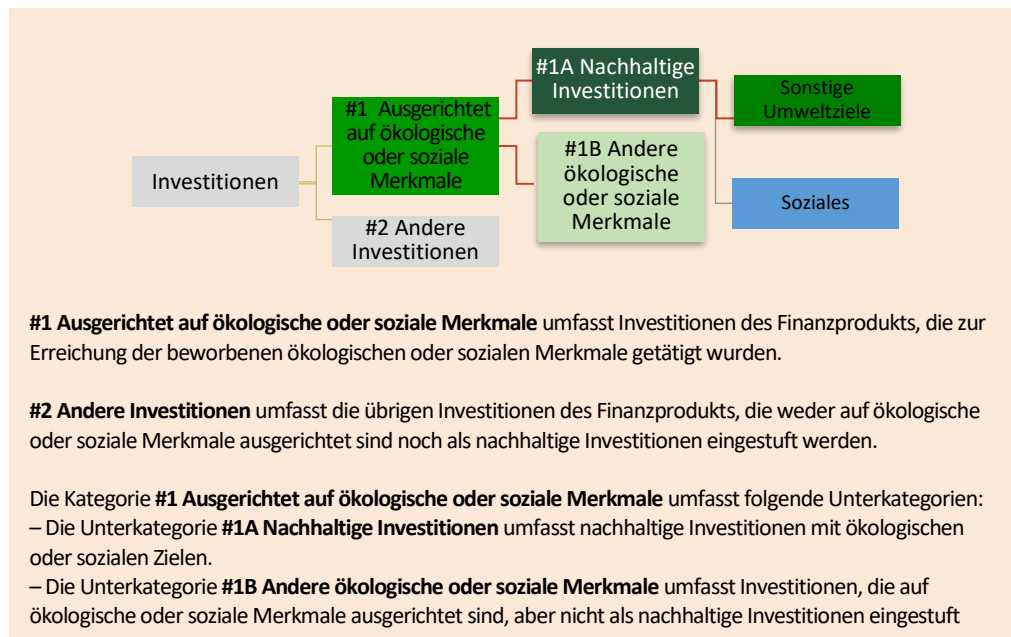 Investitionen
#1 Ausgerichtet
auf ökologische
oder soziale
Merkmale
#2 Andere
Investitionen
#1A Nachhaltige
Investitionen
#1B Andere
ökologische
oder soziale
Merkmale
Sonstige
Umweltziele
Soziales
#1 Ausgerichtet auf ökologische oder soziale Merkmale umfasst Investitionen des Finanzprodukts, die zur
Erreichung der beworbenen ökologischen oder sozialen Merkmale getätigt wurden.
#2 Andere Investitionen umfasst die übrigen Investitionen des Finanzprodukts, die weder auf ökologische
oder soziale Merkmale ausgerichtet sind noch als nachhaltige Investitionen eingestuft werden.
Die Kategorie #1 Ausgerichtet auf ökologische oder soziale Merkmale umfasst folgende Unterkategorien:
– Die Unterkategorie #1A Nachhaltige Investitionen umfasst nachhaltige Investitionen mit ökologischen
oder sozialen Zielen.
– Die Unterkategorie #1B Andere ökologische oder soziale Merkmale umfasst Investitionen, die auf
ökologische oder soziale Merkmale ausgerichtet sind, aber nicht als nachhaltige Investitionen eingestuft